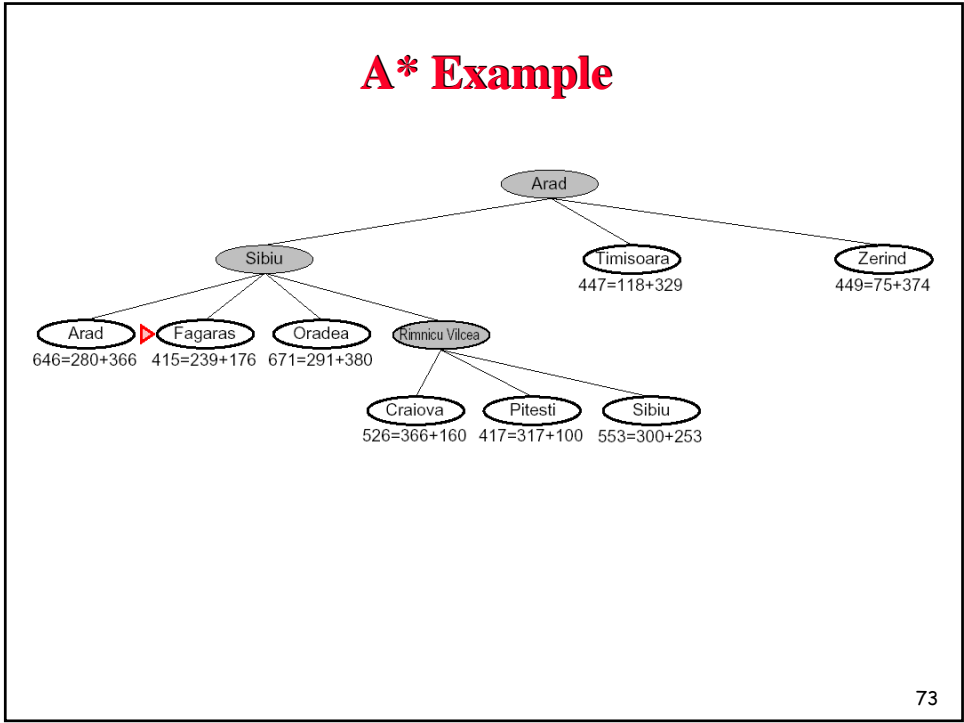 A* Example
Arad
Sibiu Timisoara Zerind
447=118+329 449=75+374
Arad Fagaras Oradea Rimnicu Vilcea
646=280+366 415=239+176 671=291+380
Craiova Pitesti Sibiu
526=366+160 417=317+100 553=300+253
73